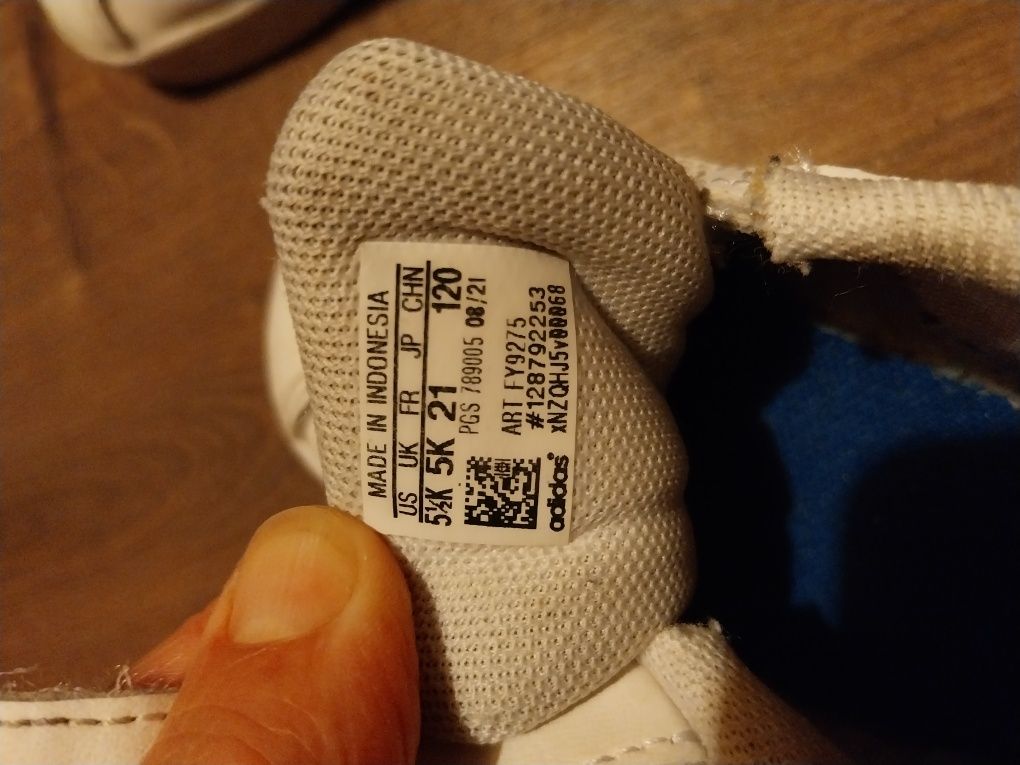 MADE IN INDONESIA
US UK FR JP CHN
5½K 5K 21 120
PGS 789005 08/21
ART FY9275
#1287922253
XNZQHJ5V00068
adidas